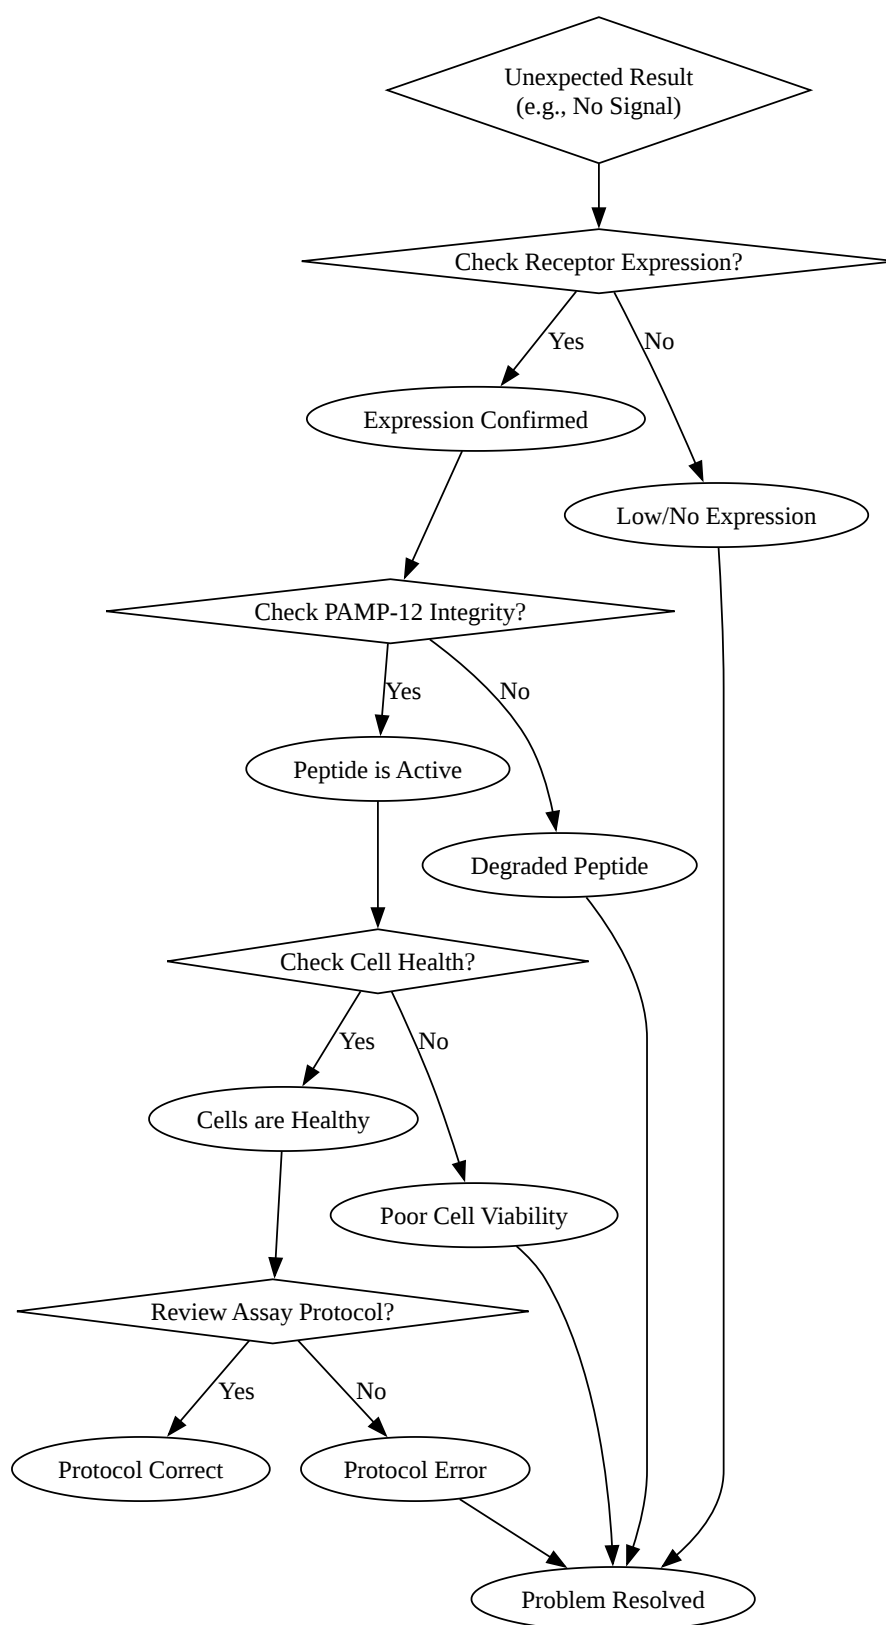 Unexpected Result
(e.g., No Signal)
Check Receptor Expression?
Yes
No
Expression Confirmed
Low/No Expression
Check PAMP-12 Integrity?
Yes
No
Peptide is Active
Degraded Peptide
Check Cell Health?
Yes
No
Cells are Healthy
Poor Cell Viability
Review Assay Protocol?
Yes
No
Protocol Correct
Protocol Error
Problem Resolved